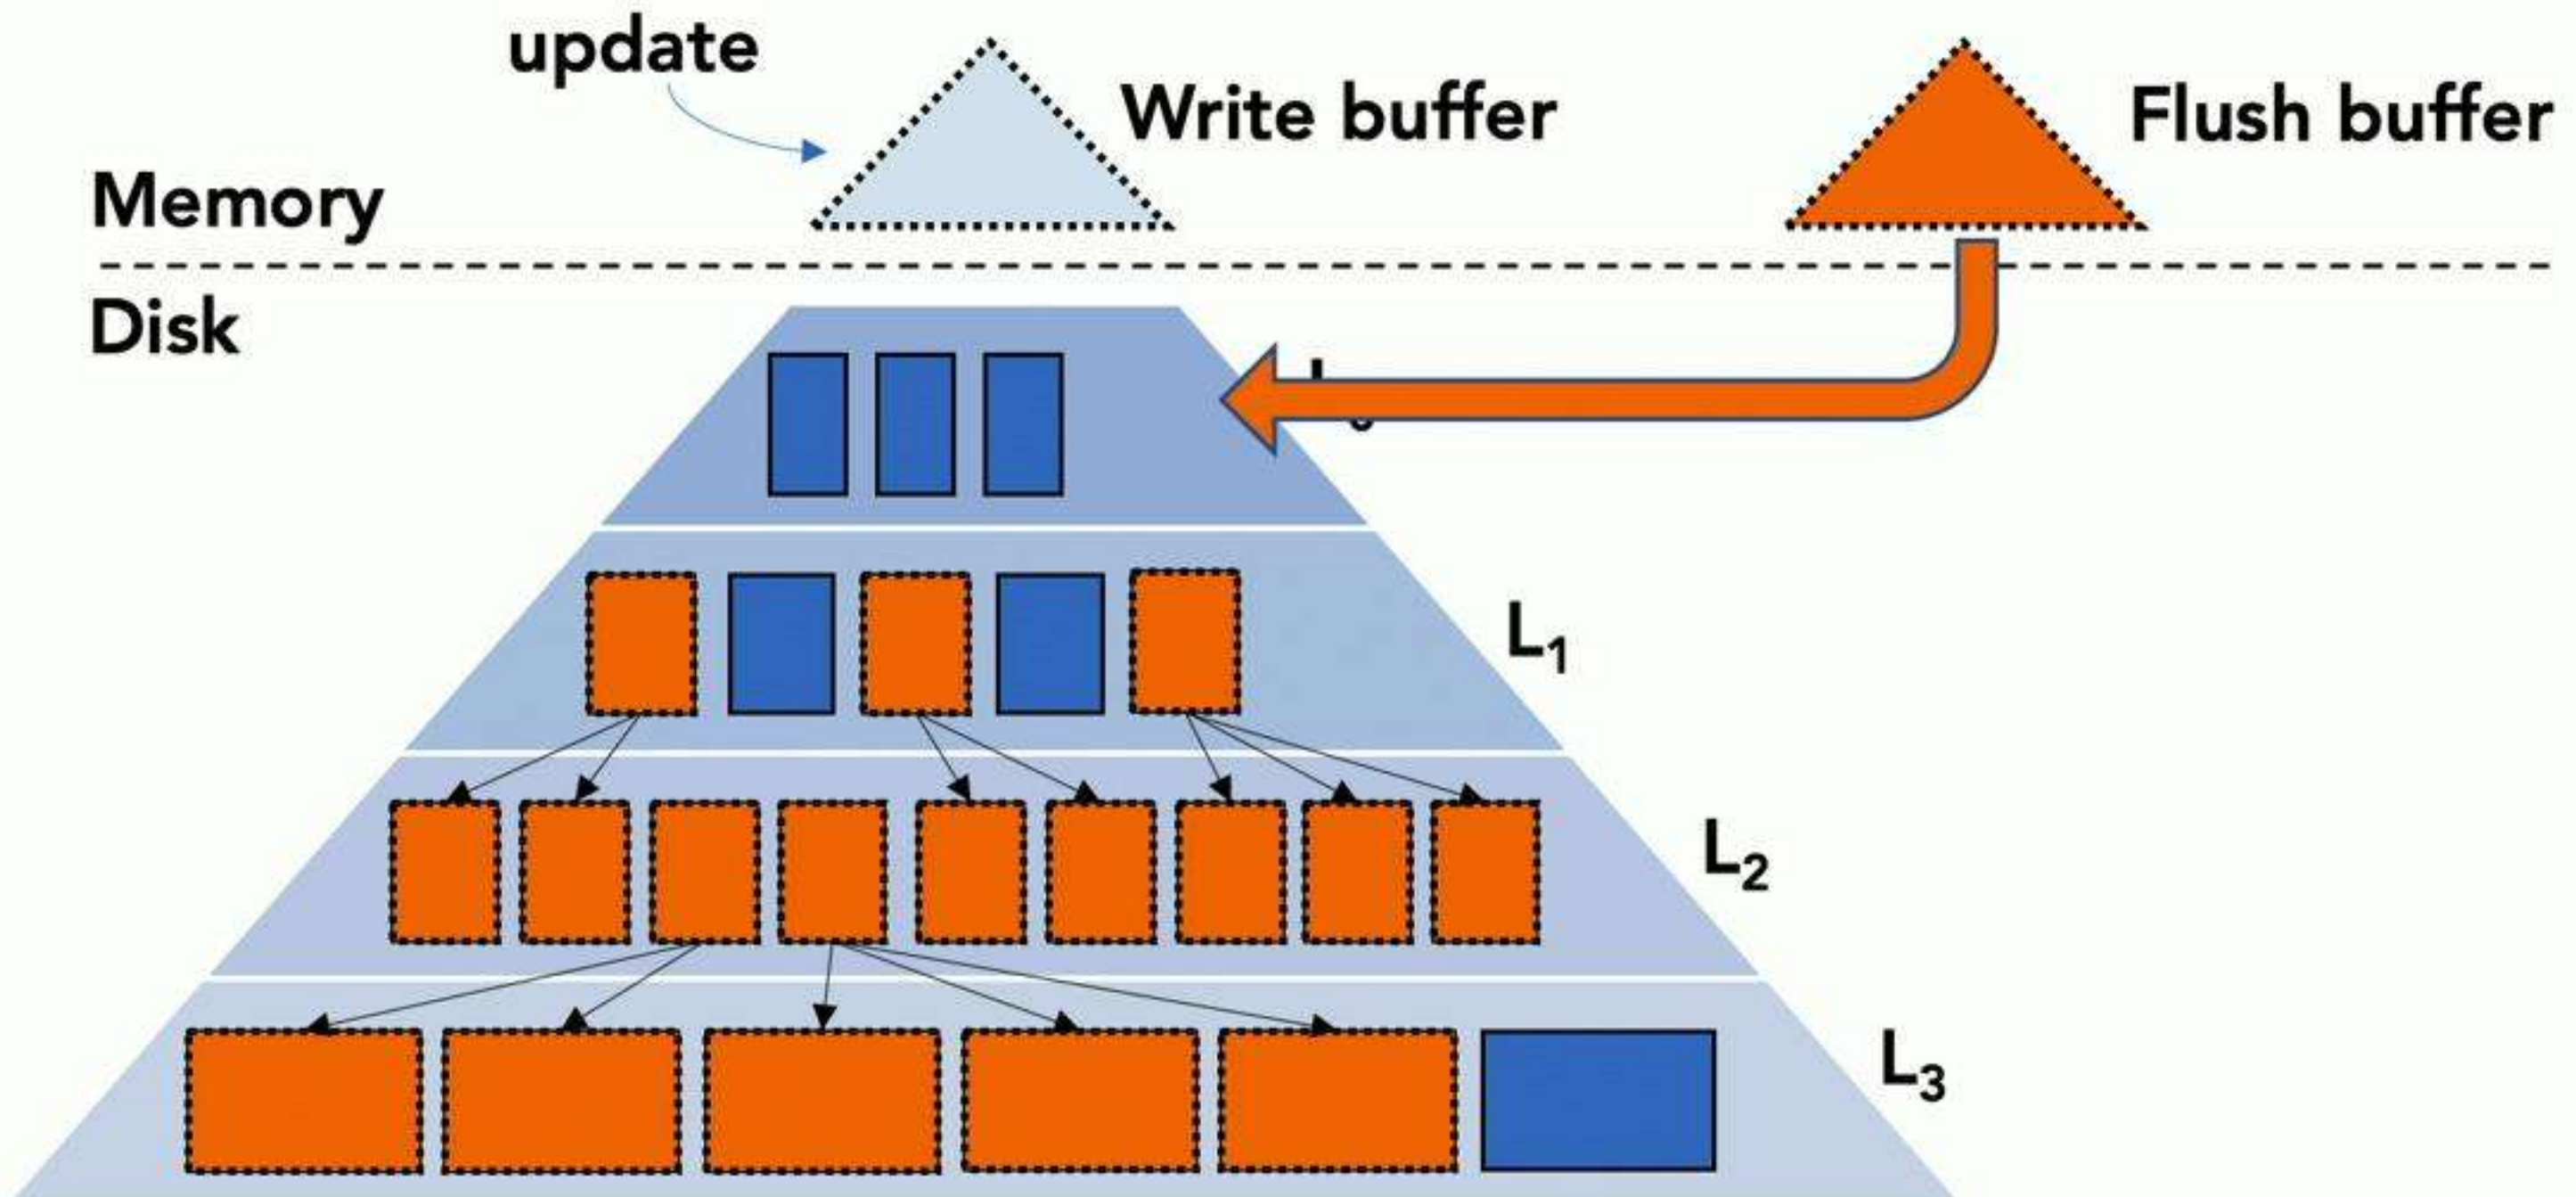 update
Write buffer
Flush buffer
Memory
Disk
L₁
L₂
L₃